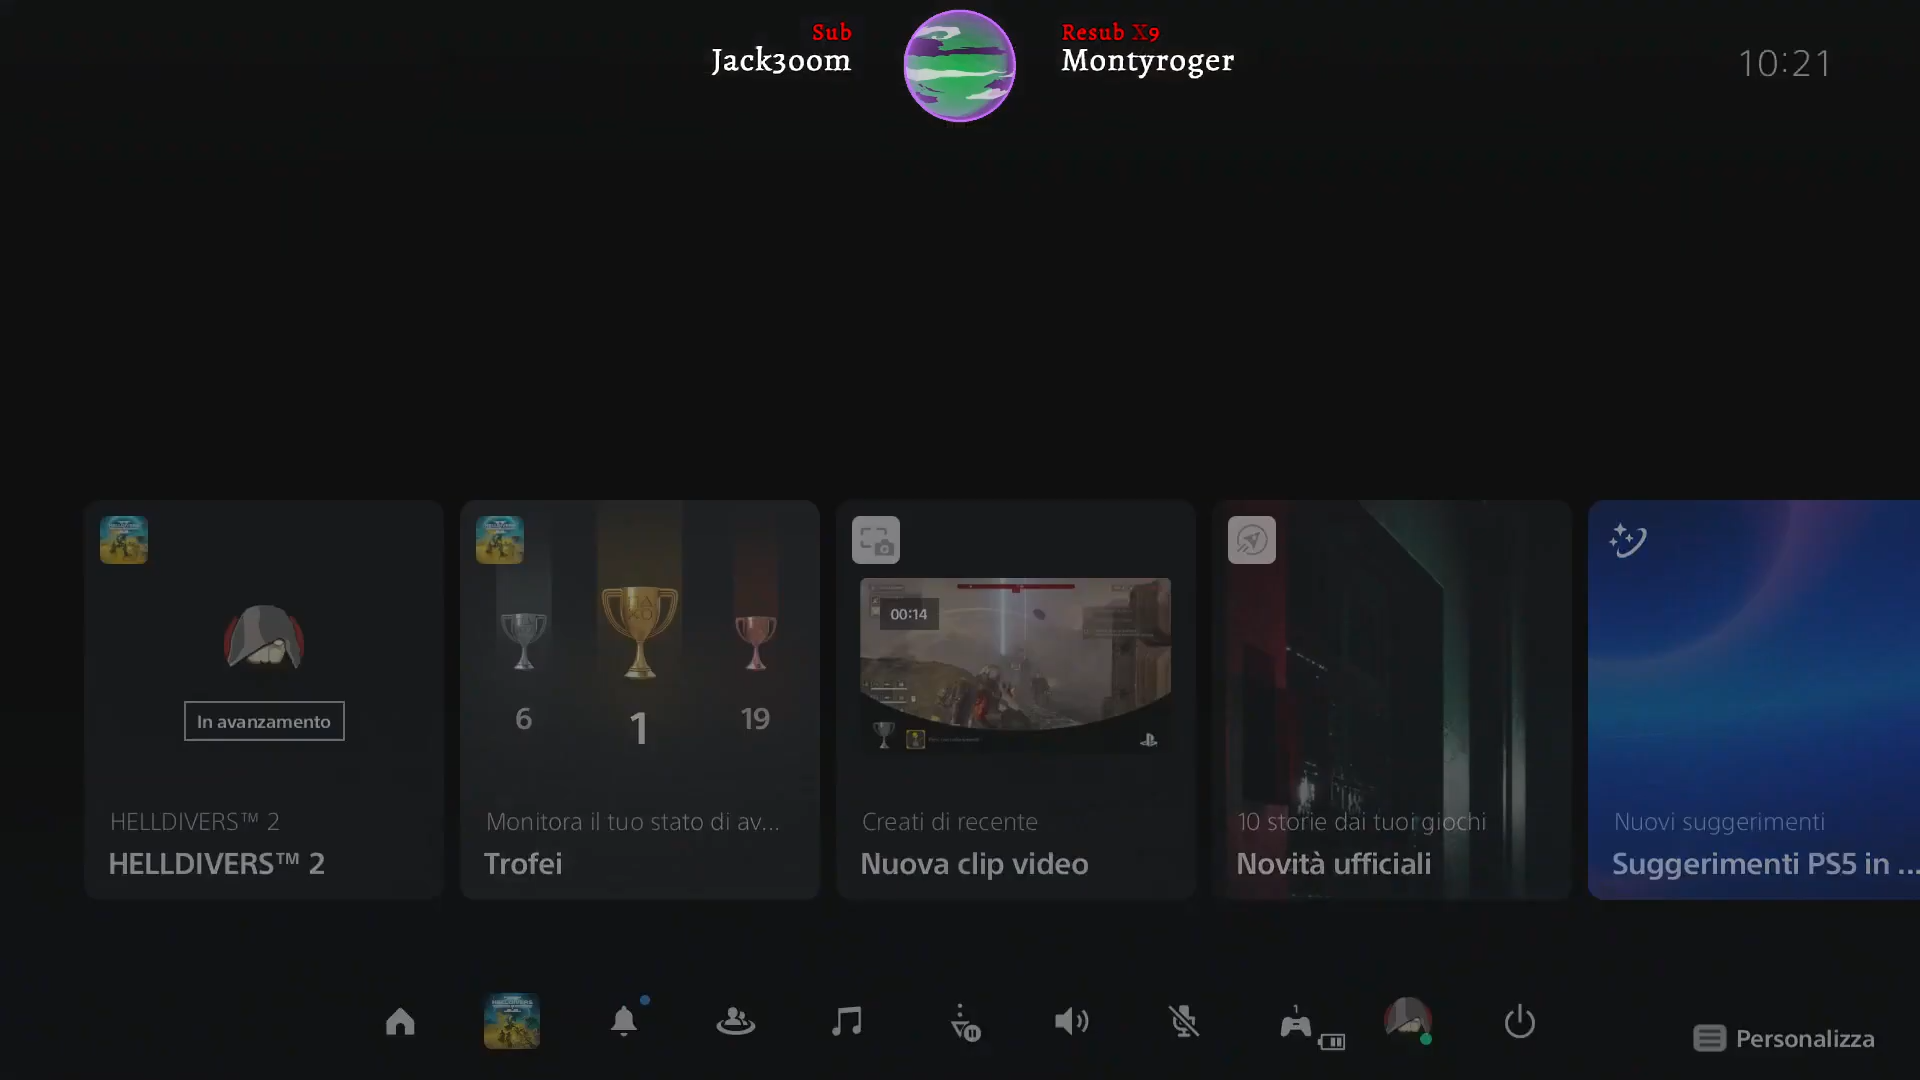 Sub
Jack3oom
Resub X9
Montyroger
10:21
In avanzamento
HELLDIVERS™ 2
HELLDIVERS™ 2
6
1
19
Monitora il tuo stato di av...
Trofei
00:14
Creati di recente
Nuova clip video
10 storie dai tuoi giochi
Novità ufficiali
Nuovi suggerimenti
Suggerimenti PS5 in ...
HELLDIVERS
1
Personalizza